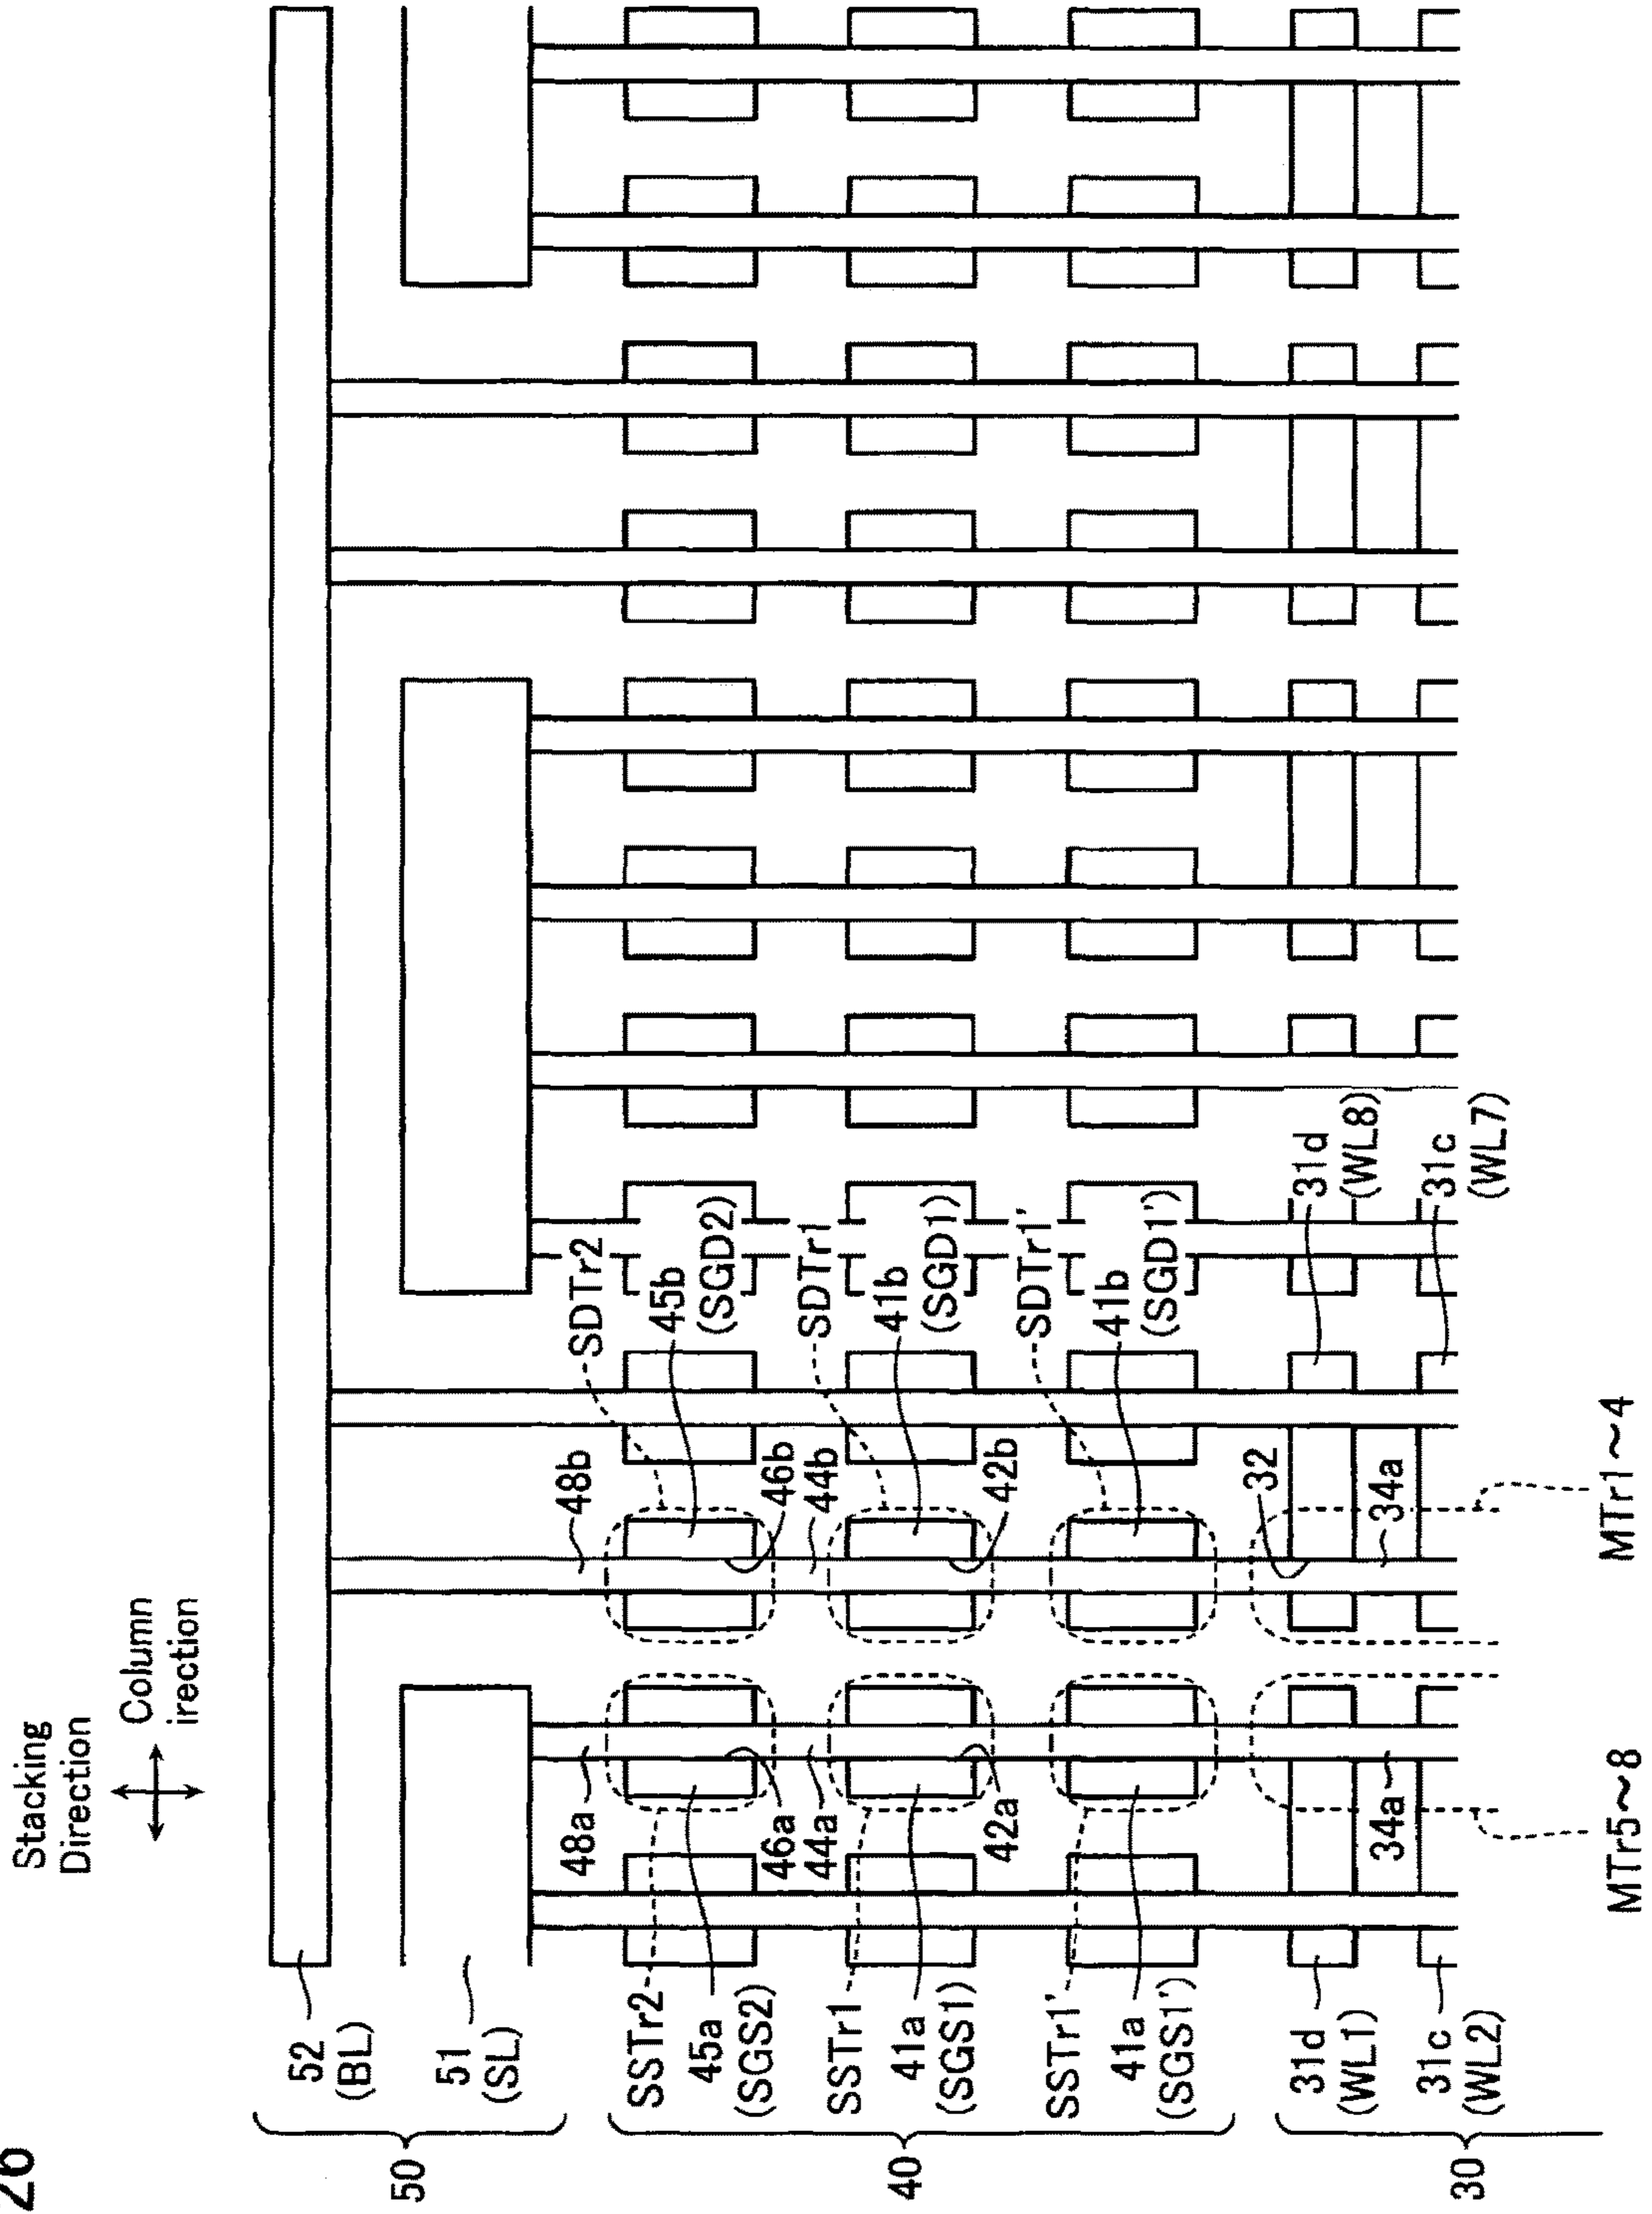 26
Stacking
Direction
Column
irection
50
52
(BL)
51
(SL)
40
SSTr2
45a
(SGS2)
SSTr1
41a
(SGS1)
SSTr1'
41a
(SGS1')
30
31d
(WL1)
31c
(WL2)
48a
46a
44a
42a
34a
MTr5~8
48b
46b
44b
42b
32
34a
MTr1~4
SDTr2
45b
(SGD2)
SDTr1
41b
(SGD1)
SDTr1'
41b
(SGD1')
31d
(WL8)
31c
(WL7)